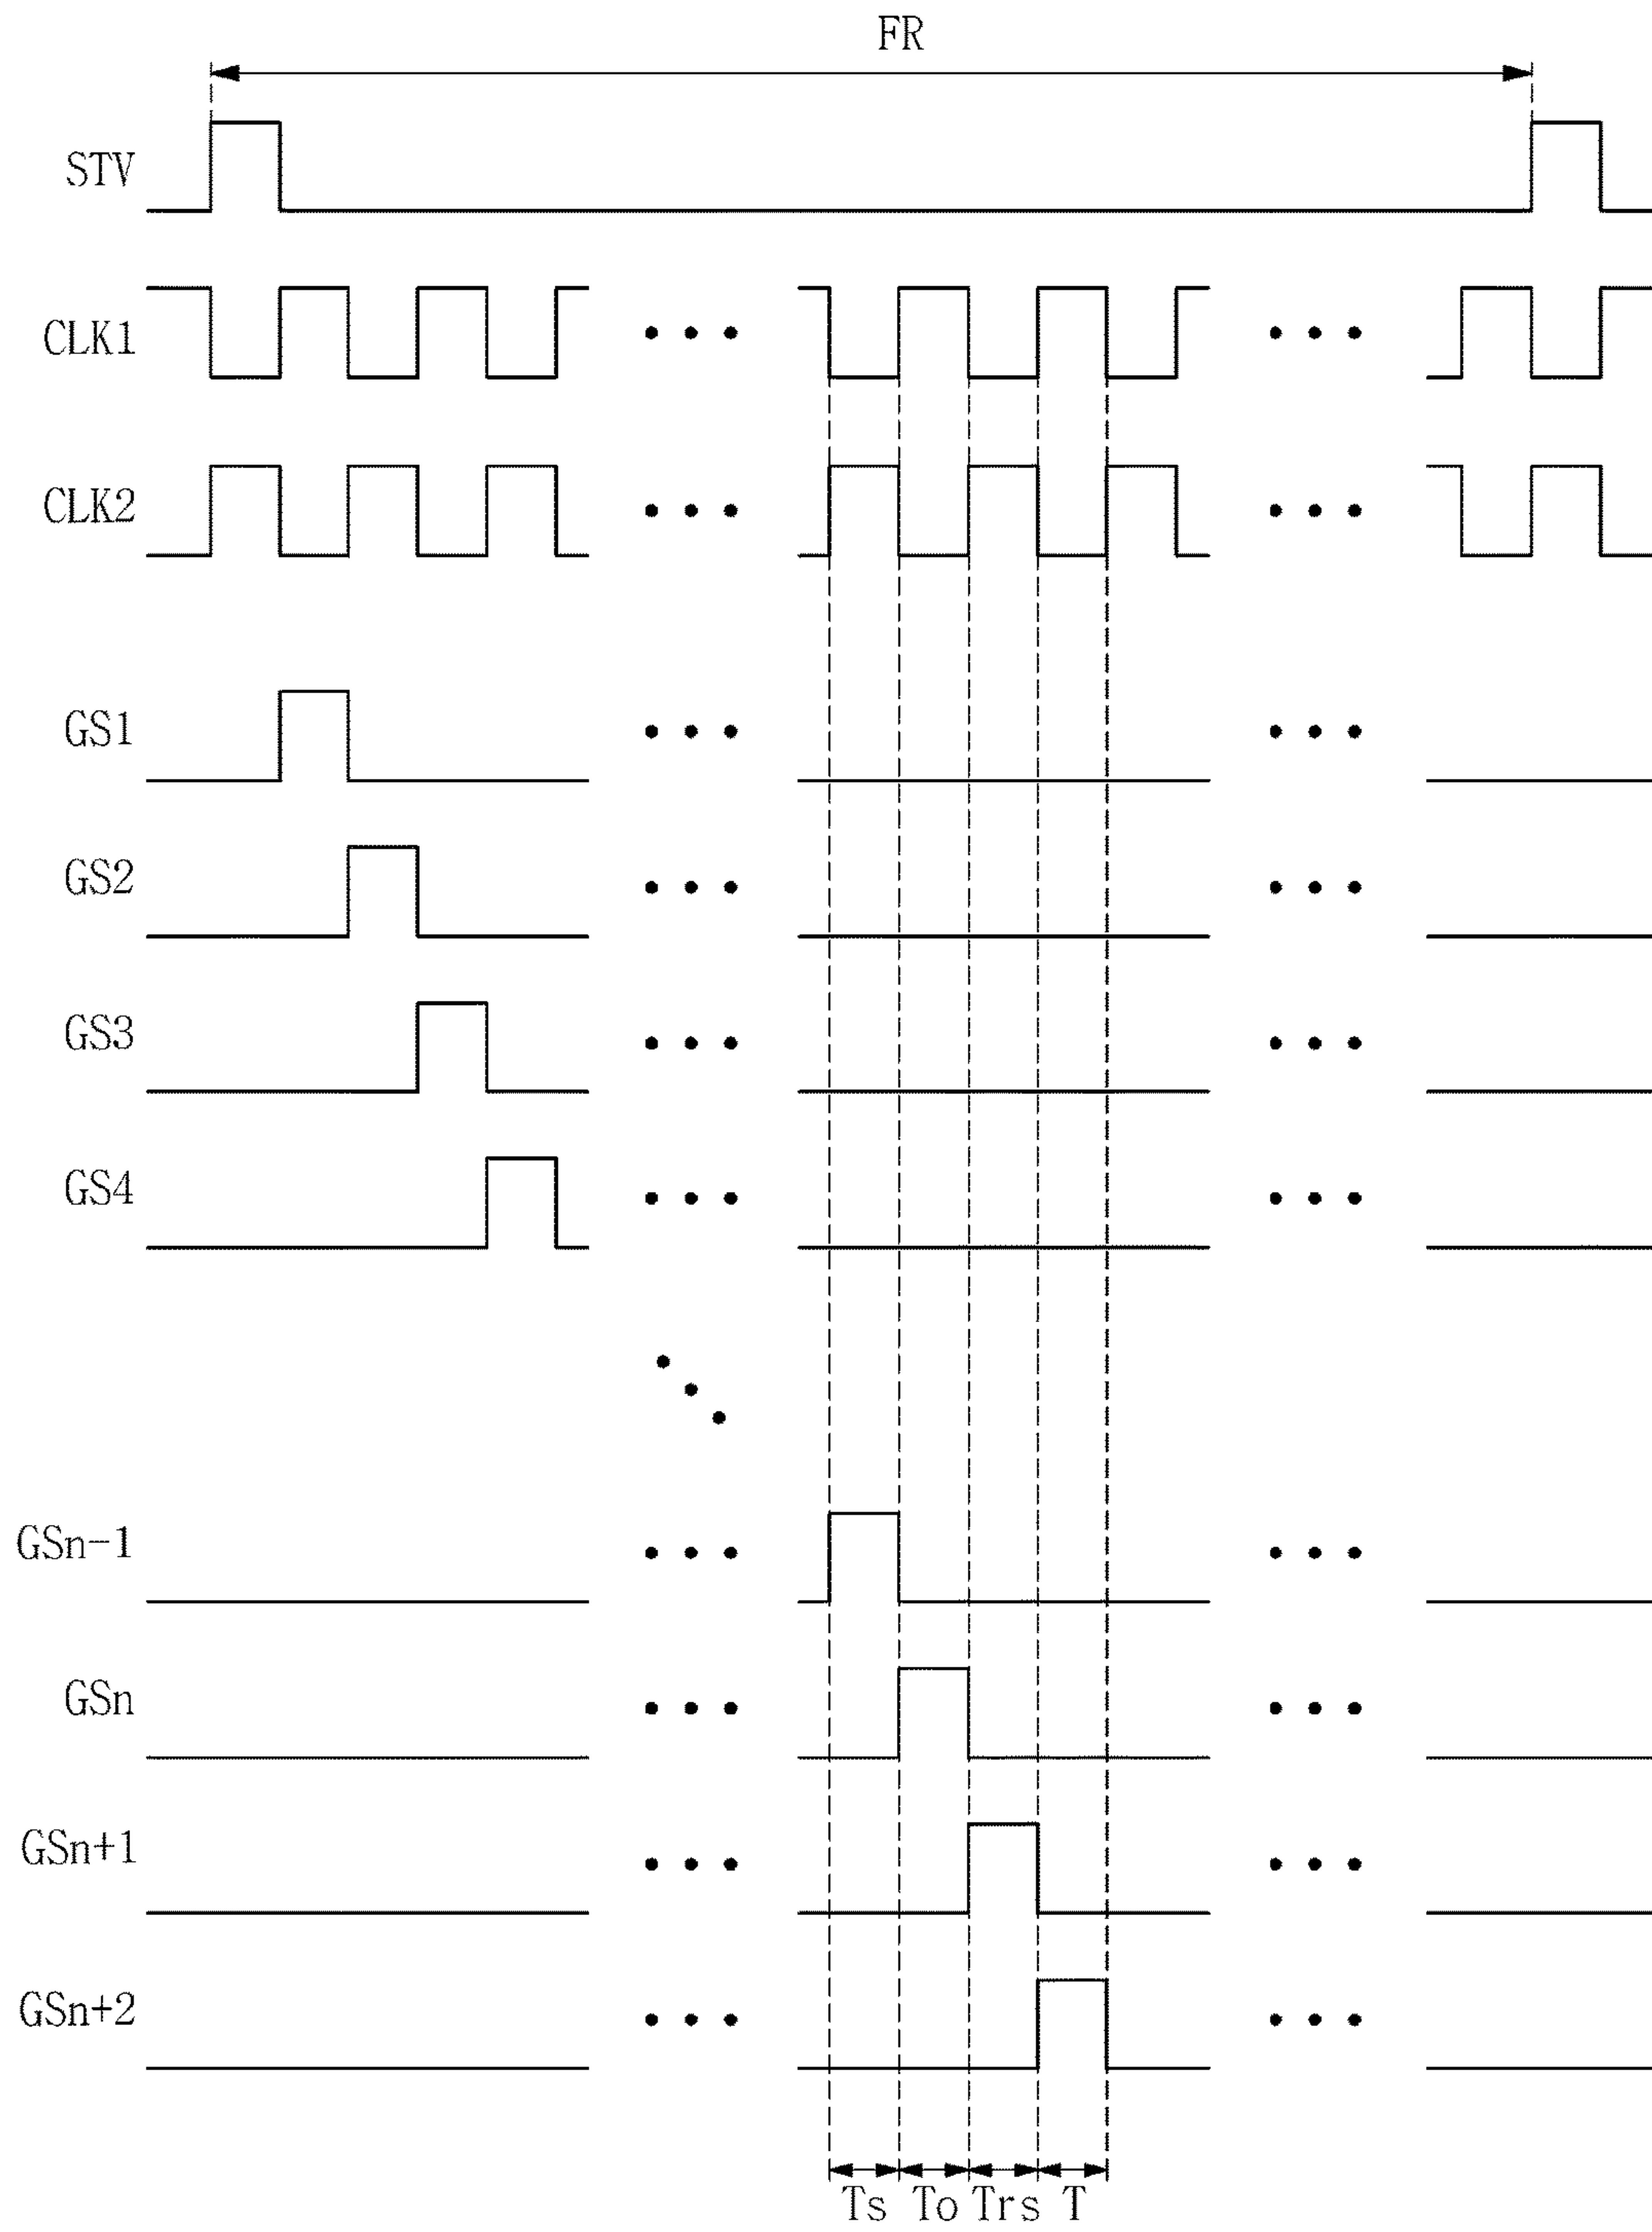 FR
STV
CLK1
CLK2
GS1
GS2
GS3
GS4
GSn-1
GSn
GSn+1
GSn+2
Ts To Trs T